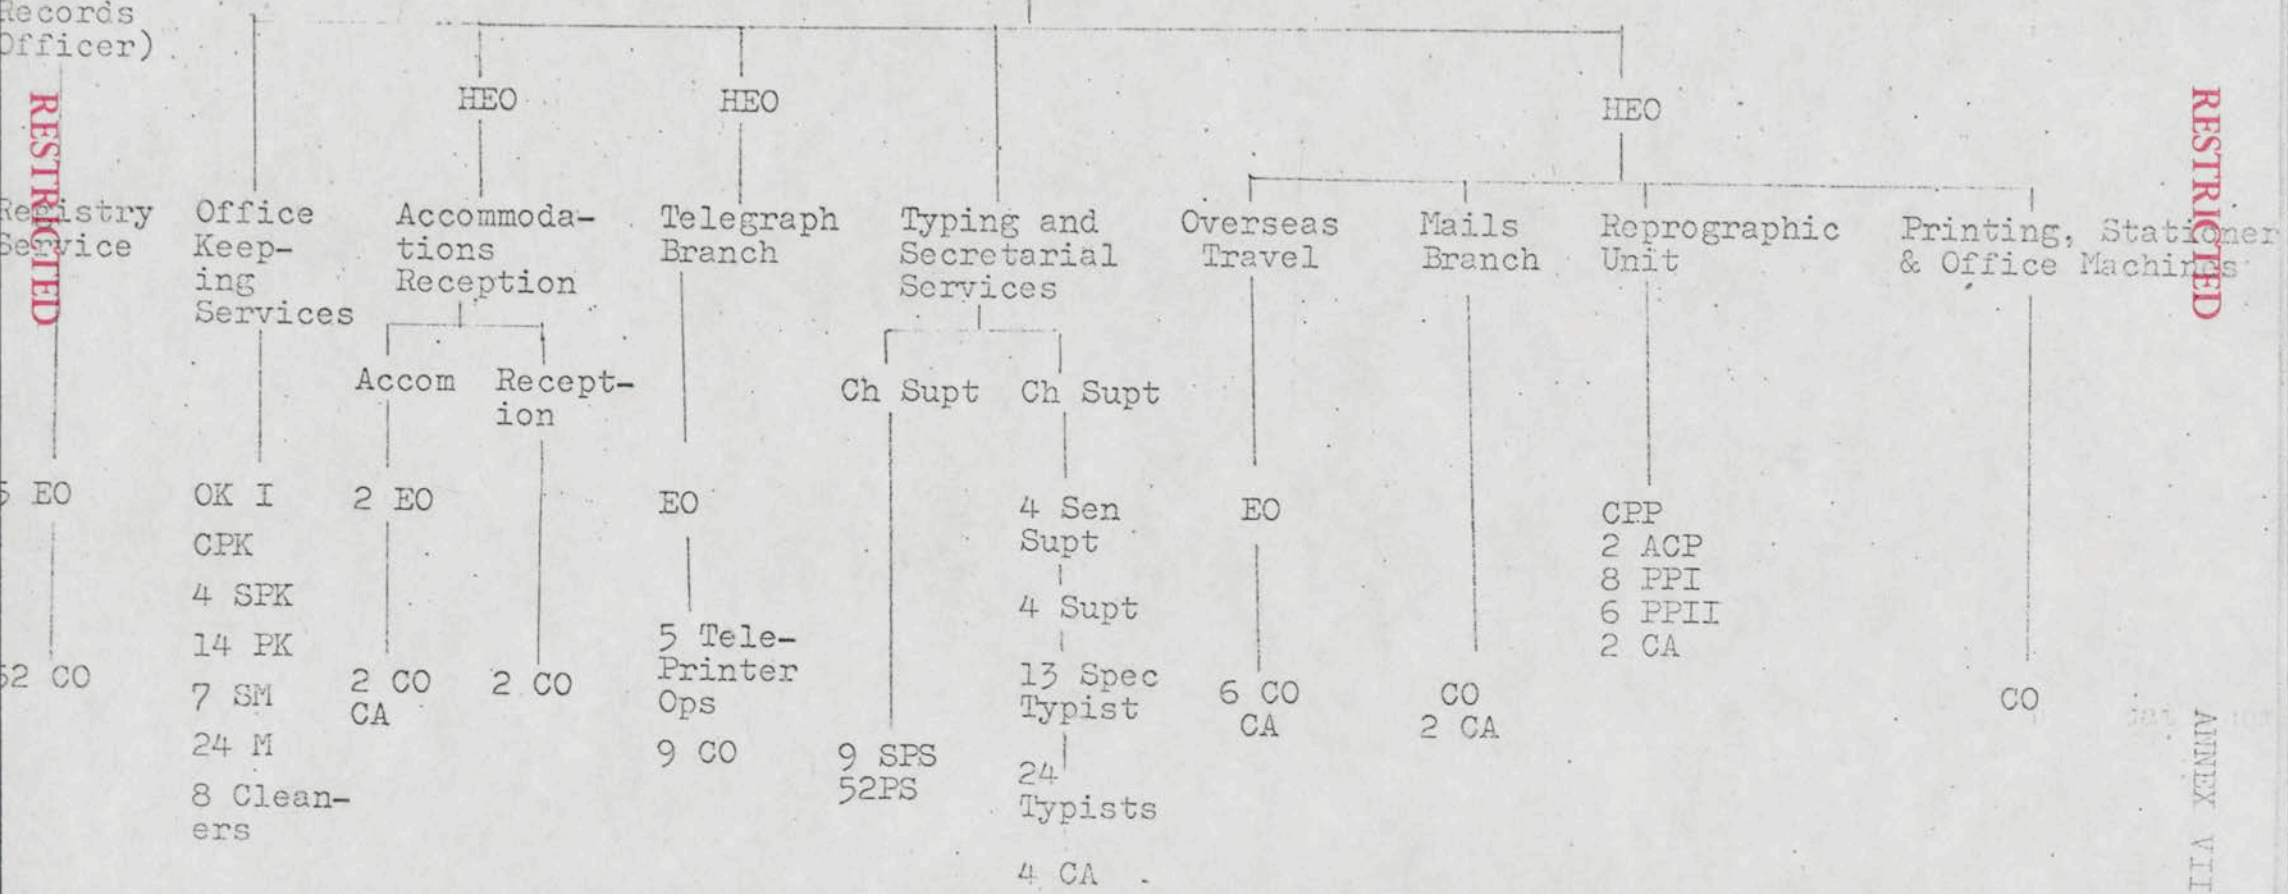 Records
Officer)
HEO
HEO
HEO
RESTRICTED
RESTRICTED
Registry
Service
Office
Keep-
ing
Services
Accommoda-
tions
Reception
Telegraph
Branch
Typing and
Secretarial
Services
Overseas
Travel
Mails
Branch
Reprographic
Unit
Printing, Stationer
& Office Machines
Accom
Recept-
ion
Ch Supt
Ch Supt
5 EO
52 CO
OK I
CPK
4 SPK
14 PK
7 SM
24 M
8 Clean-
ers
2 EO
2 CO
CA
2 CO
EO
5 Tele-
Printer
Ops
9 CO
9 SPS
52PS
4 Sen
Supt
4 Supt
13 Spec
Typist
24
Typists
4 CA
EO
6 CO
CA
CO
2 CA
CPP
2 ACP
8 PPI
6 PPII
2 CA
CO
ANNEX VII